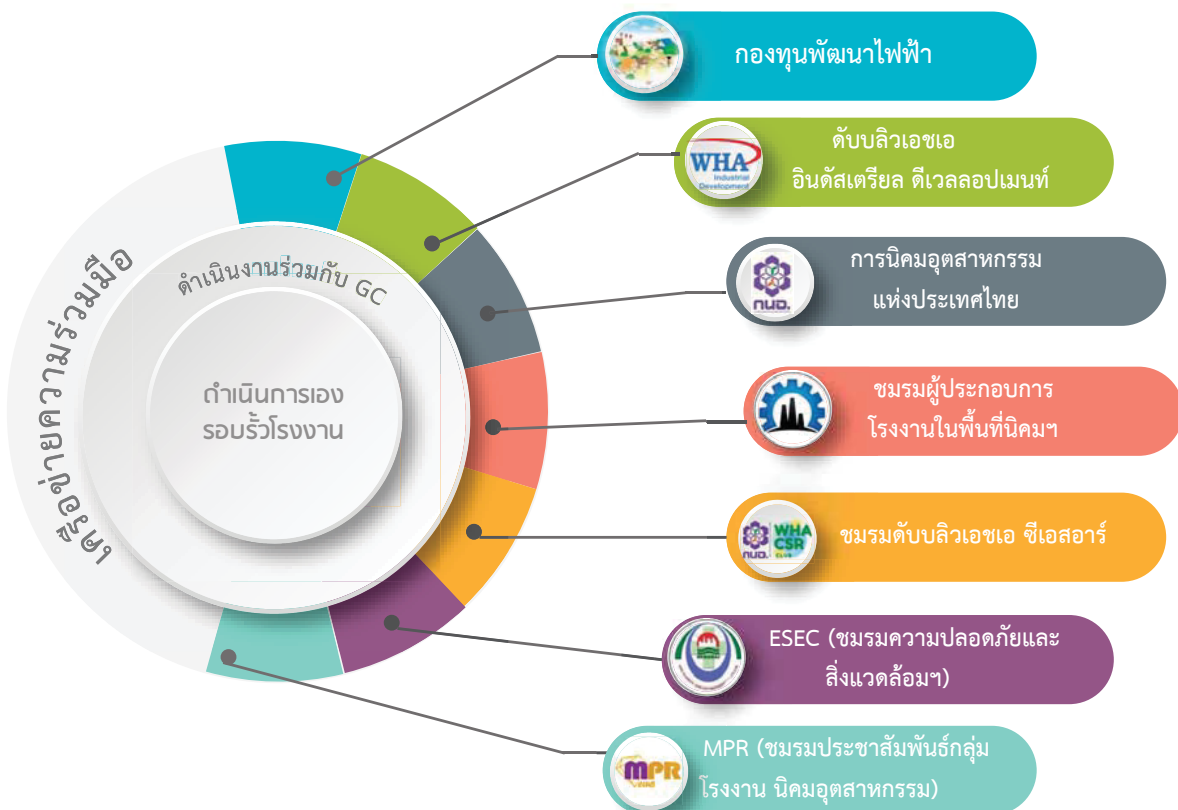 กองทุนพัฒนาไฟฟ้า
WHA
Industrial
Development
ดับบลิวเอชเอ
อินดัสเตรียล ดีเวลลอปเมนท์
กนอ.
การนิคมอุตสาหกรรม
แห่งประเทศไทย
ชมรมผู้ประกอบการ
โรงงานในพื้นที่นิคมฯ
กนอ.
WHA
CSR
CLUB
ชมรมดับบลิวเอชเอ ซีเอสอาร์
ESEC (ชมรมความปลอดภัยและ
สิ่งแวดล้อมฯ)
MPR
MPR (ชมรมประชาสัมพันธ์กลุ่ม
โรงงาน นิคมอุตสาหกรรม)
เครือข่ายความร่วมมือ
ดำเนินงานร่วมกับ GC
ดำเนินการเอง
รอบรั้วโรงงาน